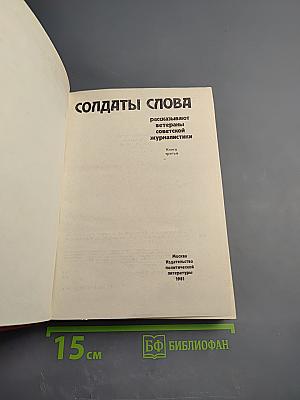 СОЛДАТЫ СЛОВА
рассказывают
ветераны
советской
журналистики
Книга
третья
Москва
Издательство
политической
литературы
1981
15 см
БФ БИБЛИОФАН